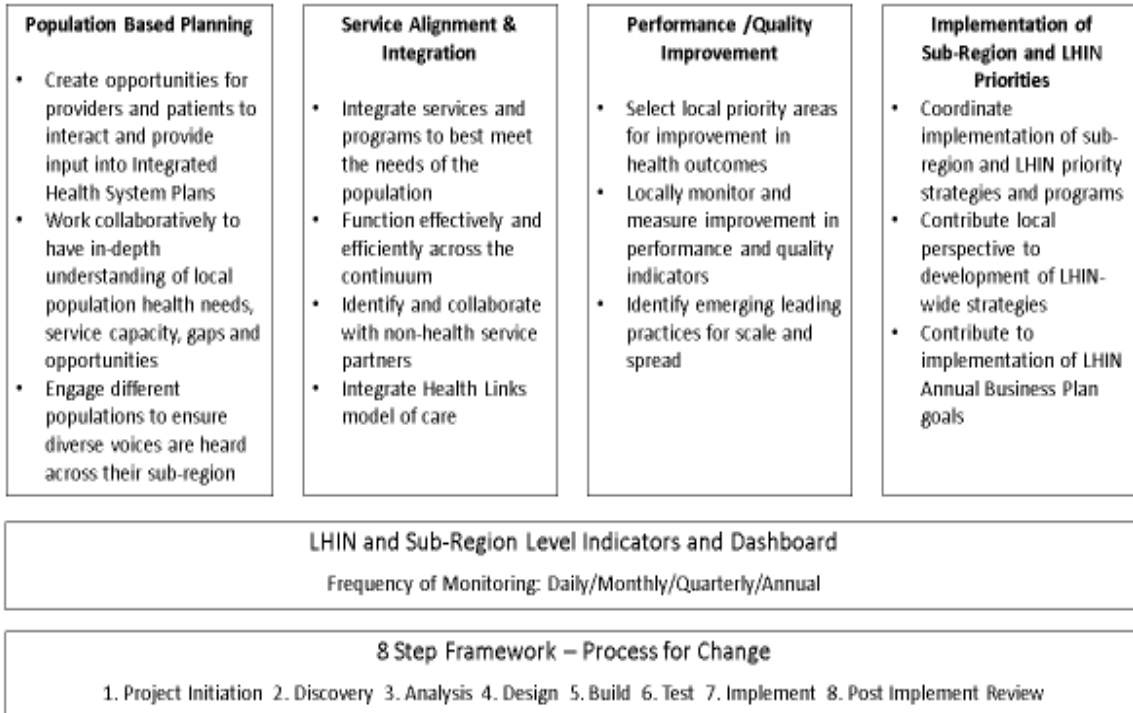 Population Based Planning
• Create opportunities for
providers and patients to
interact and provide
input into Integrated
Health System Plans
• Work collaboratively to
have in-depth
understanding of local
population health needs,
service capacity, gaps and
opportunities
• Engage different
populations to ensure
diverse voices are heard
across their sub-region
Service Alignment &
Integration
• Integrate services and
programs to best meet
the needs of the
population
• Function effectively and
efficiently across the
continuum
• Identify and collaborate
with non-health service
partners
• Integrate Health Links
model of care
Performance /Quality
Improvement
• Select local priority areas
for improvement in
health outcomes
• Locally monitor and
measure improvement in
performance and quality
indicators
• Identify emerging leading
practices for scale and
spread
Implementation of
Sub-Region and LHIN
Priorities
• Coordinate
implementation of sub-
region and LHIN priority
strategies and programs
• Contribute local
perspective to
development of LHIN-
wide strategies
• Contribute to
implementation of LHIN
Annual Business Plan
goals
LHIN and Sub-Region Level Indicators and Dashboard
Frequency of Monitoring: Daily/Monthly/Quarterly/Annual
8 Step Framework – Process for Change
1. Project Initiation 2. Discovery 3. Analysis 4. Design 5. Build 6. Test 7. Implement 8. Post Implement Review